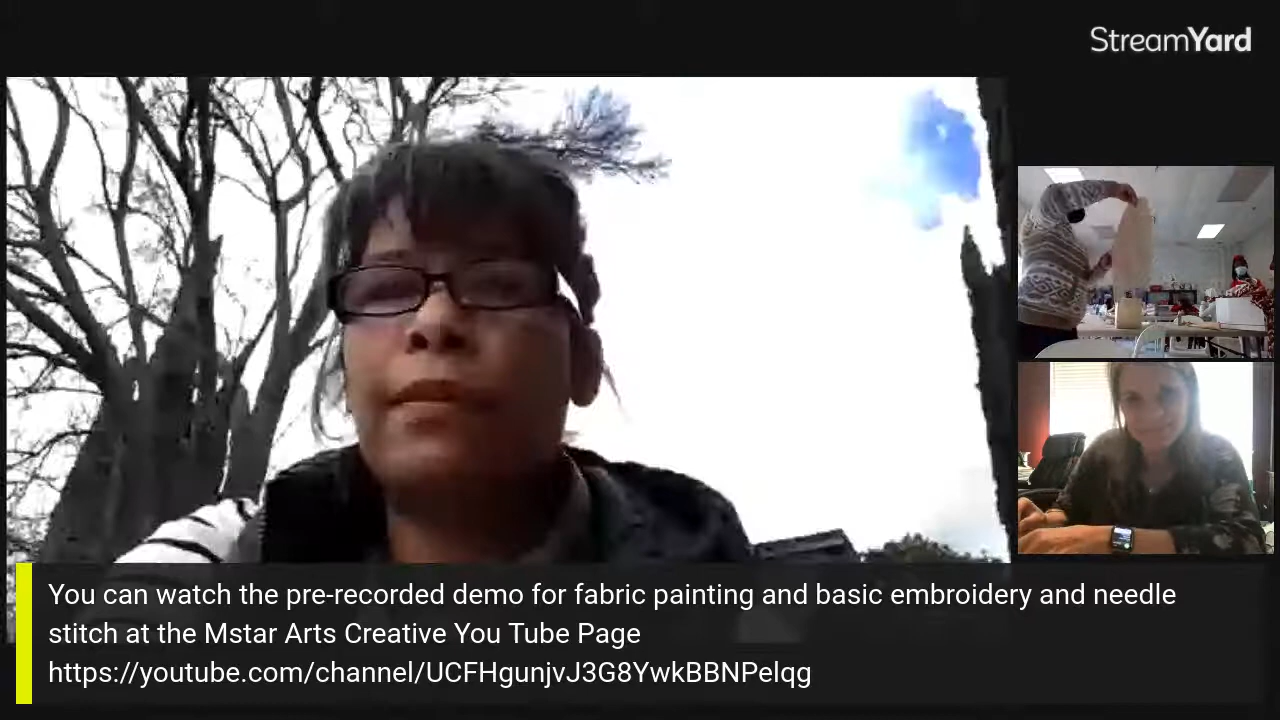 StreamYard
You can watch the pre-recorded demo for fabric painting and basic embroidery and needle
stitch at the Mstar Arts Creative You Tube Page
https://youtube.com/channel/UCFHgunjvJ3G8YwkBBNPelqg